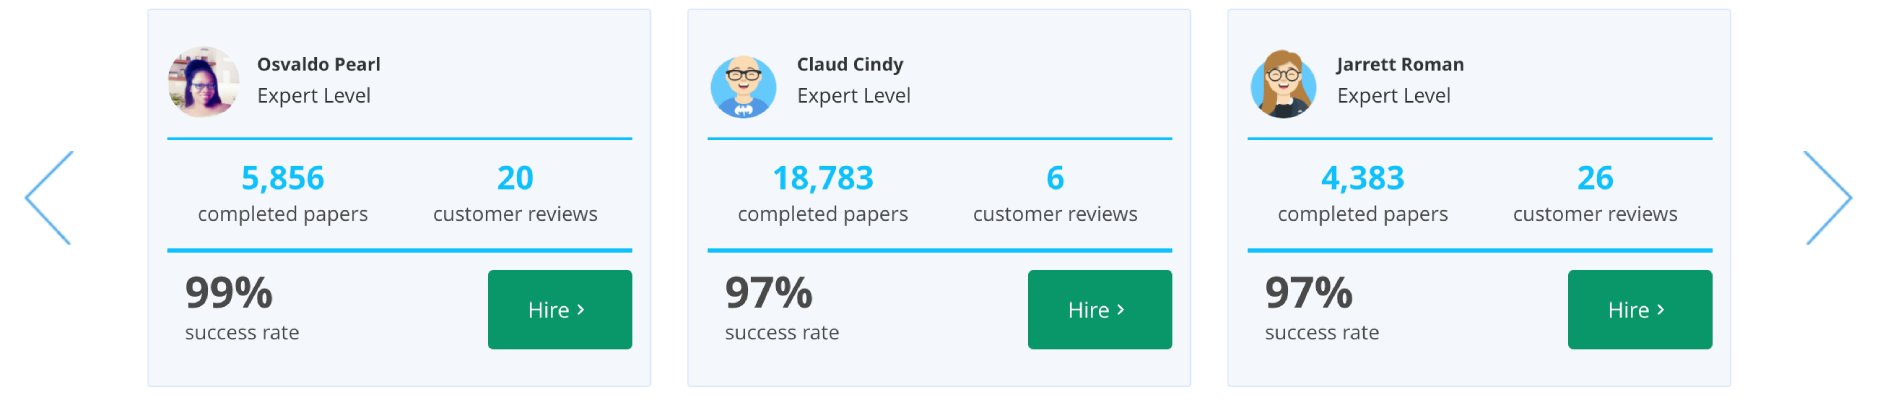 Osvaldo Pearl
Expert Level
5,856
completed papers
20
customer reviews
99%
success rate
Hire >
Claud Cindy
Expert Level
18,783
completed papers
6
customer reviews
97%
success rate
Hire >
Jarrett Roman
Expert Level
4,383
completed papers
26
customer reviews
97%
success rate
Hire >